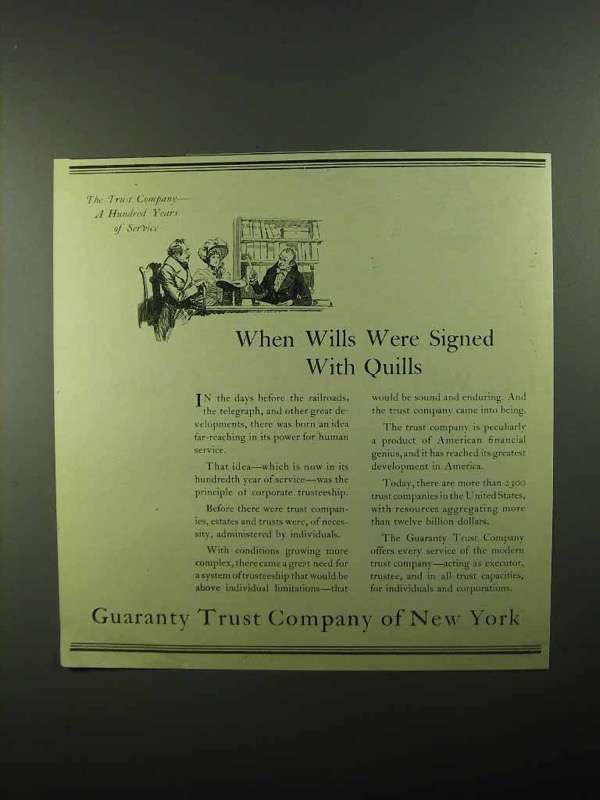 The Trust Company—
A Hundred Years
of Service
When Wills Were Signed
With Quills
IN the days before the railroads,
the telegraph, and other great de-
velopments, there was born an idea
far-reaching in its power for human
service.
That idea—which is now in its
hundredth year of service—was the
principle of corporate trusteeship.
Before there were trust compan-
ies, estates and trusts were, of neces-
sity, administered by individuals.
With conditions growing more
complex, there came a great need for
a system of trusteeship that would be
above individual limitations—that
would be sound and enduring. And
the trust company came into being.
The trust company is peculiarly
a product of American financial
genius, and it has reached its greatest
development in America.
Today, there are more than 2300
trust companies in the United States,
with resources aggregating more
than twelve billion dollars.
The Guaranty Trust Company
offers every service of the modern
trust company—acting as executor,
trustee, and in all trust capacities,
for individuals and corporations.
Guaranty Trust Company of New York